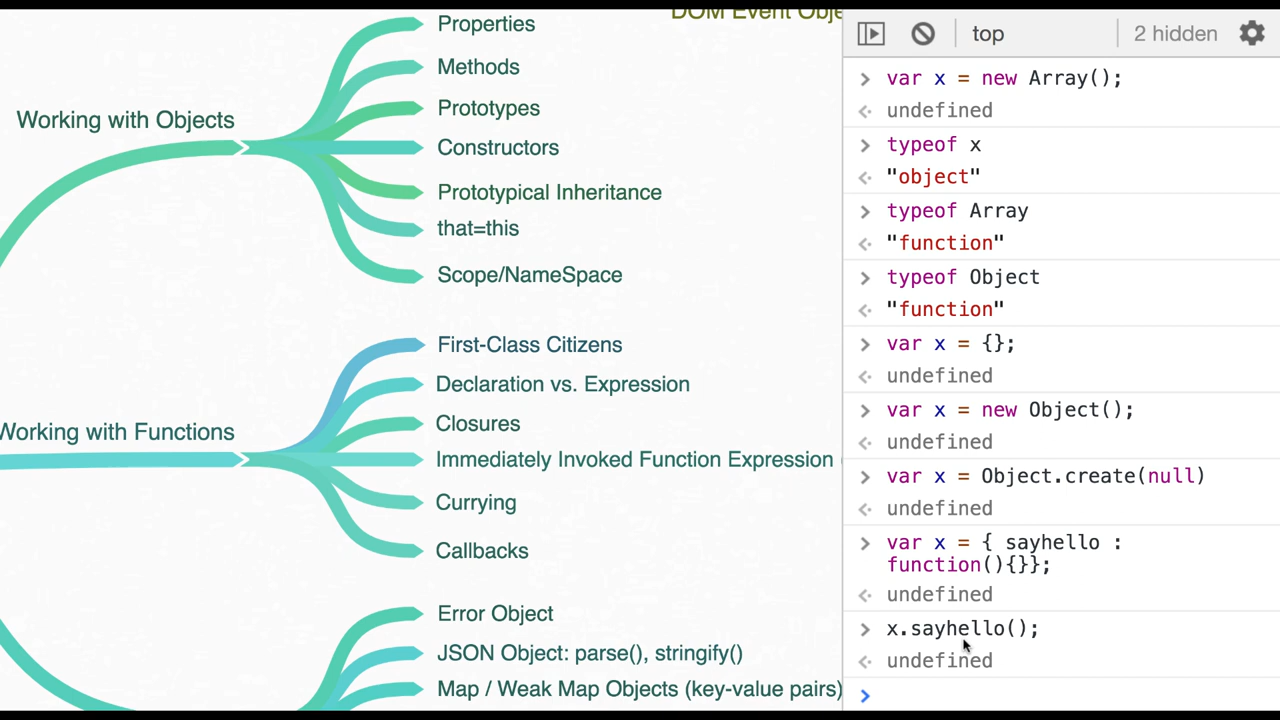 DOM Event Obje
Properties
Methods
Prototypes
Working with Objects
Constructors
Prototypical Inheritance
that=this
Scope/NameSpace
First-Class Citizens
Declaration vs. Expression
Closures
Working with Functions
Immediately Invoked Function Expression (
Currying
Callbacks
Error Object
JSON Object: parse(), stringify()
Map / Weak Map Objects (key-value pairs)
top
2 hidden
> var x = new Array();
undefined
> typeof x
"object"
> typeof Array
"function"
> typeof Object
"function"
> var x = {};
undefined
> var x = new Object();
undefined
> var x = Object.create(null)
undefined
> var x = { sayhello :
function(){}};
undefined
> x.sayhello();
undefined
>